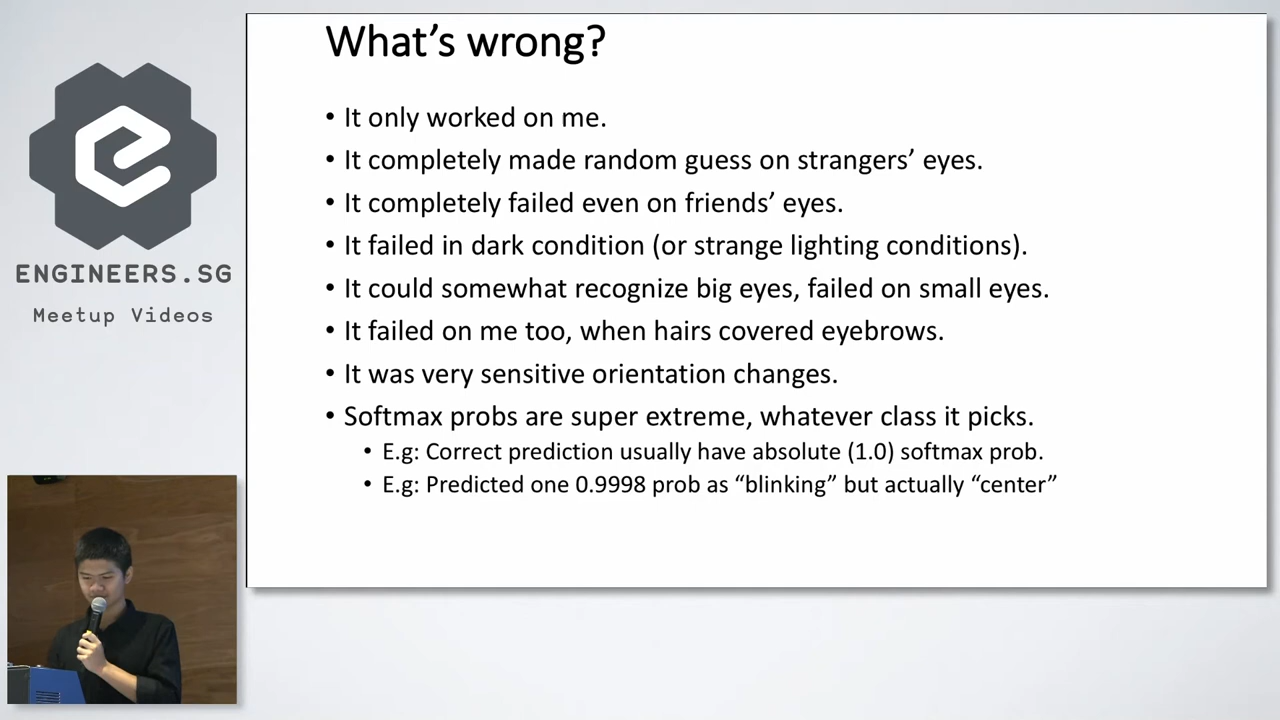 What's wrong?
• It only worked on me.
• It completely made random guess on strangers' eyes.
• It completely failed even on friends' eyes.
• It failed in dark condition (or strange lighting conditions).
• It could somewhat recognize big eyes, failed on small eyes.
• It failed on me too, when hairs covered eyebrows.
• It was very sensitive orientation changes.
• Softmax probs are super extreme, whatever class it picks.
• E.g: Correct prediction usually have absolute (1.0) softmax prob.
• E.g: Predicted one 0.9998 prob as “blinking” but actually “center”
ENGINEERS.SG
Meetup Videos